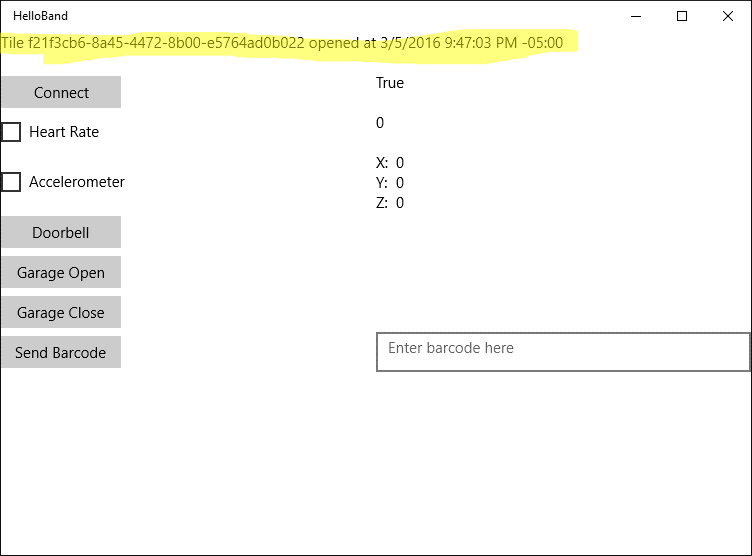 HelloBand
Tile f21f3cb6-8a45-4472-8b00-e5764ad0b022 opened at 3/5/2016 9:47:03 PM -05:00
Connect
True
Heart Rate
0
Accelerometer
X: 0
Y: 0
Z: 0
Doorbell
Garage Open
Garage Close
Send Barcode
Enter barcode here